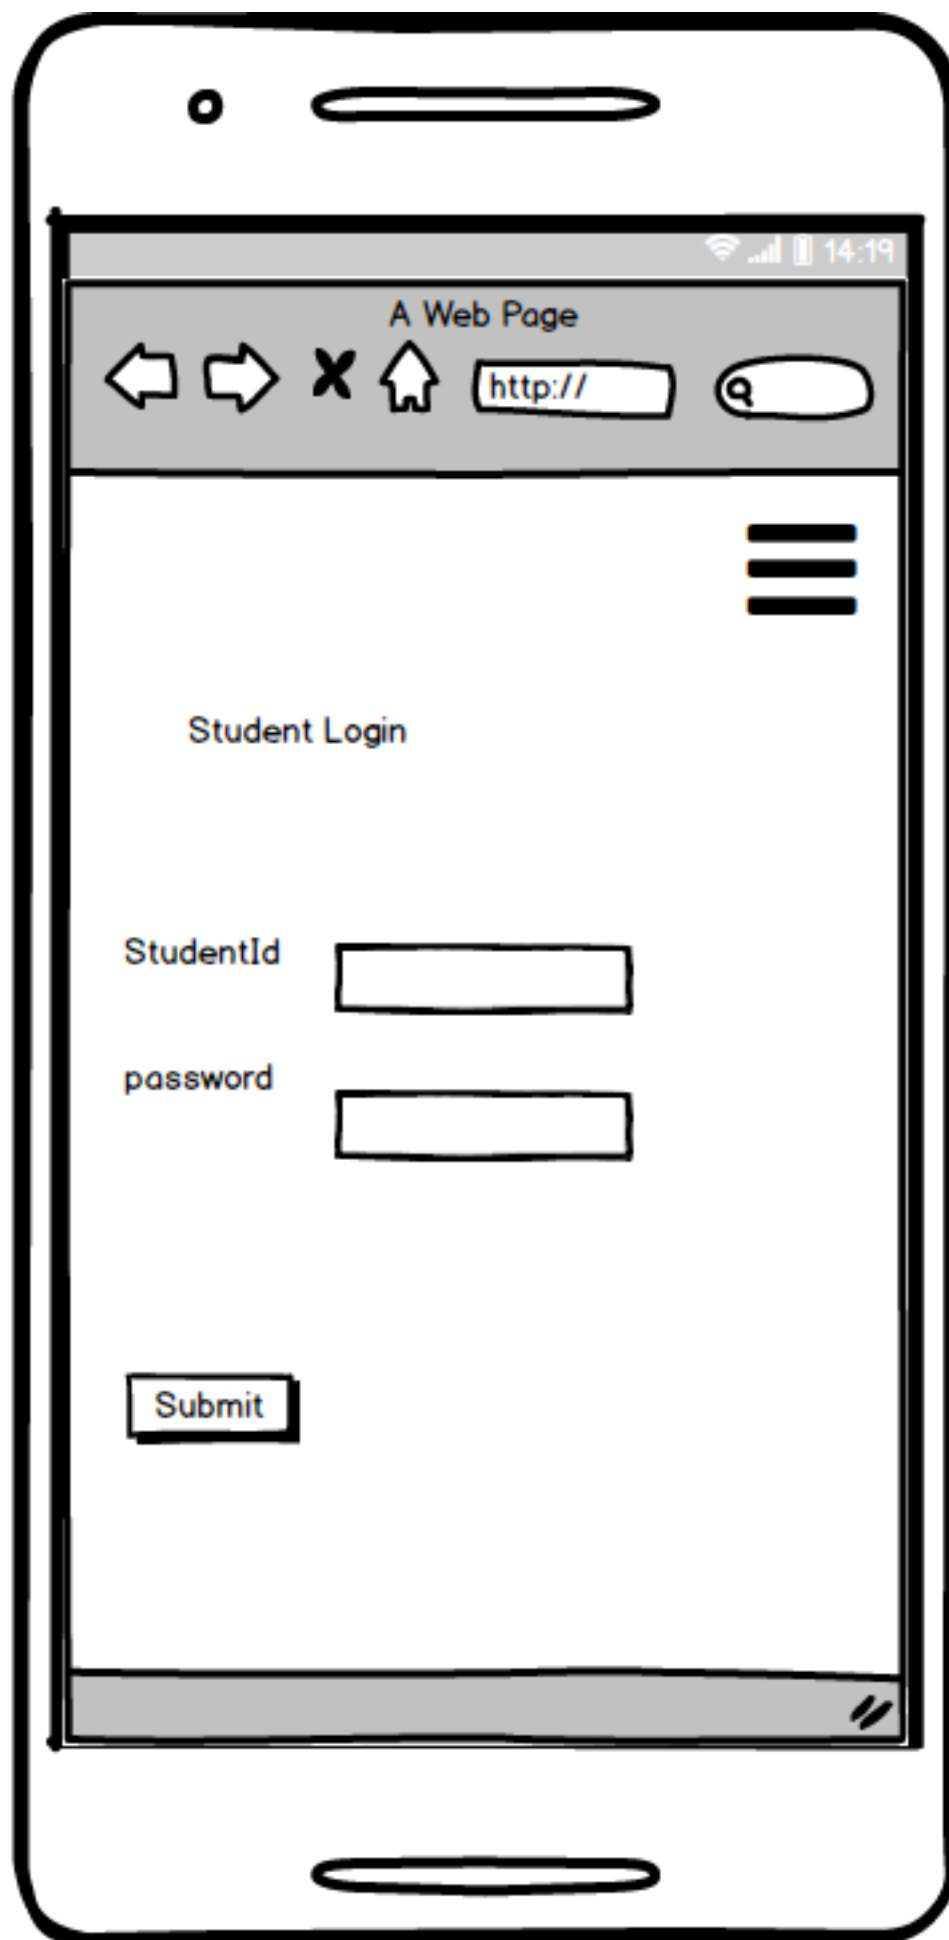 14:19
A Web Page
http://
Student Login
StudentId
password
Submit